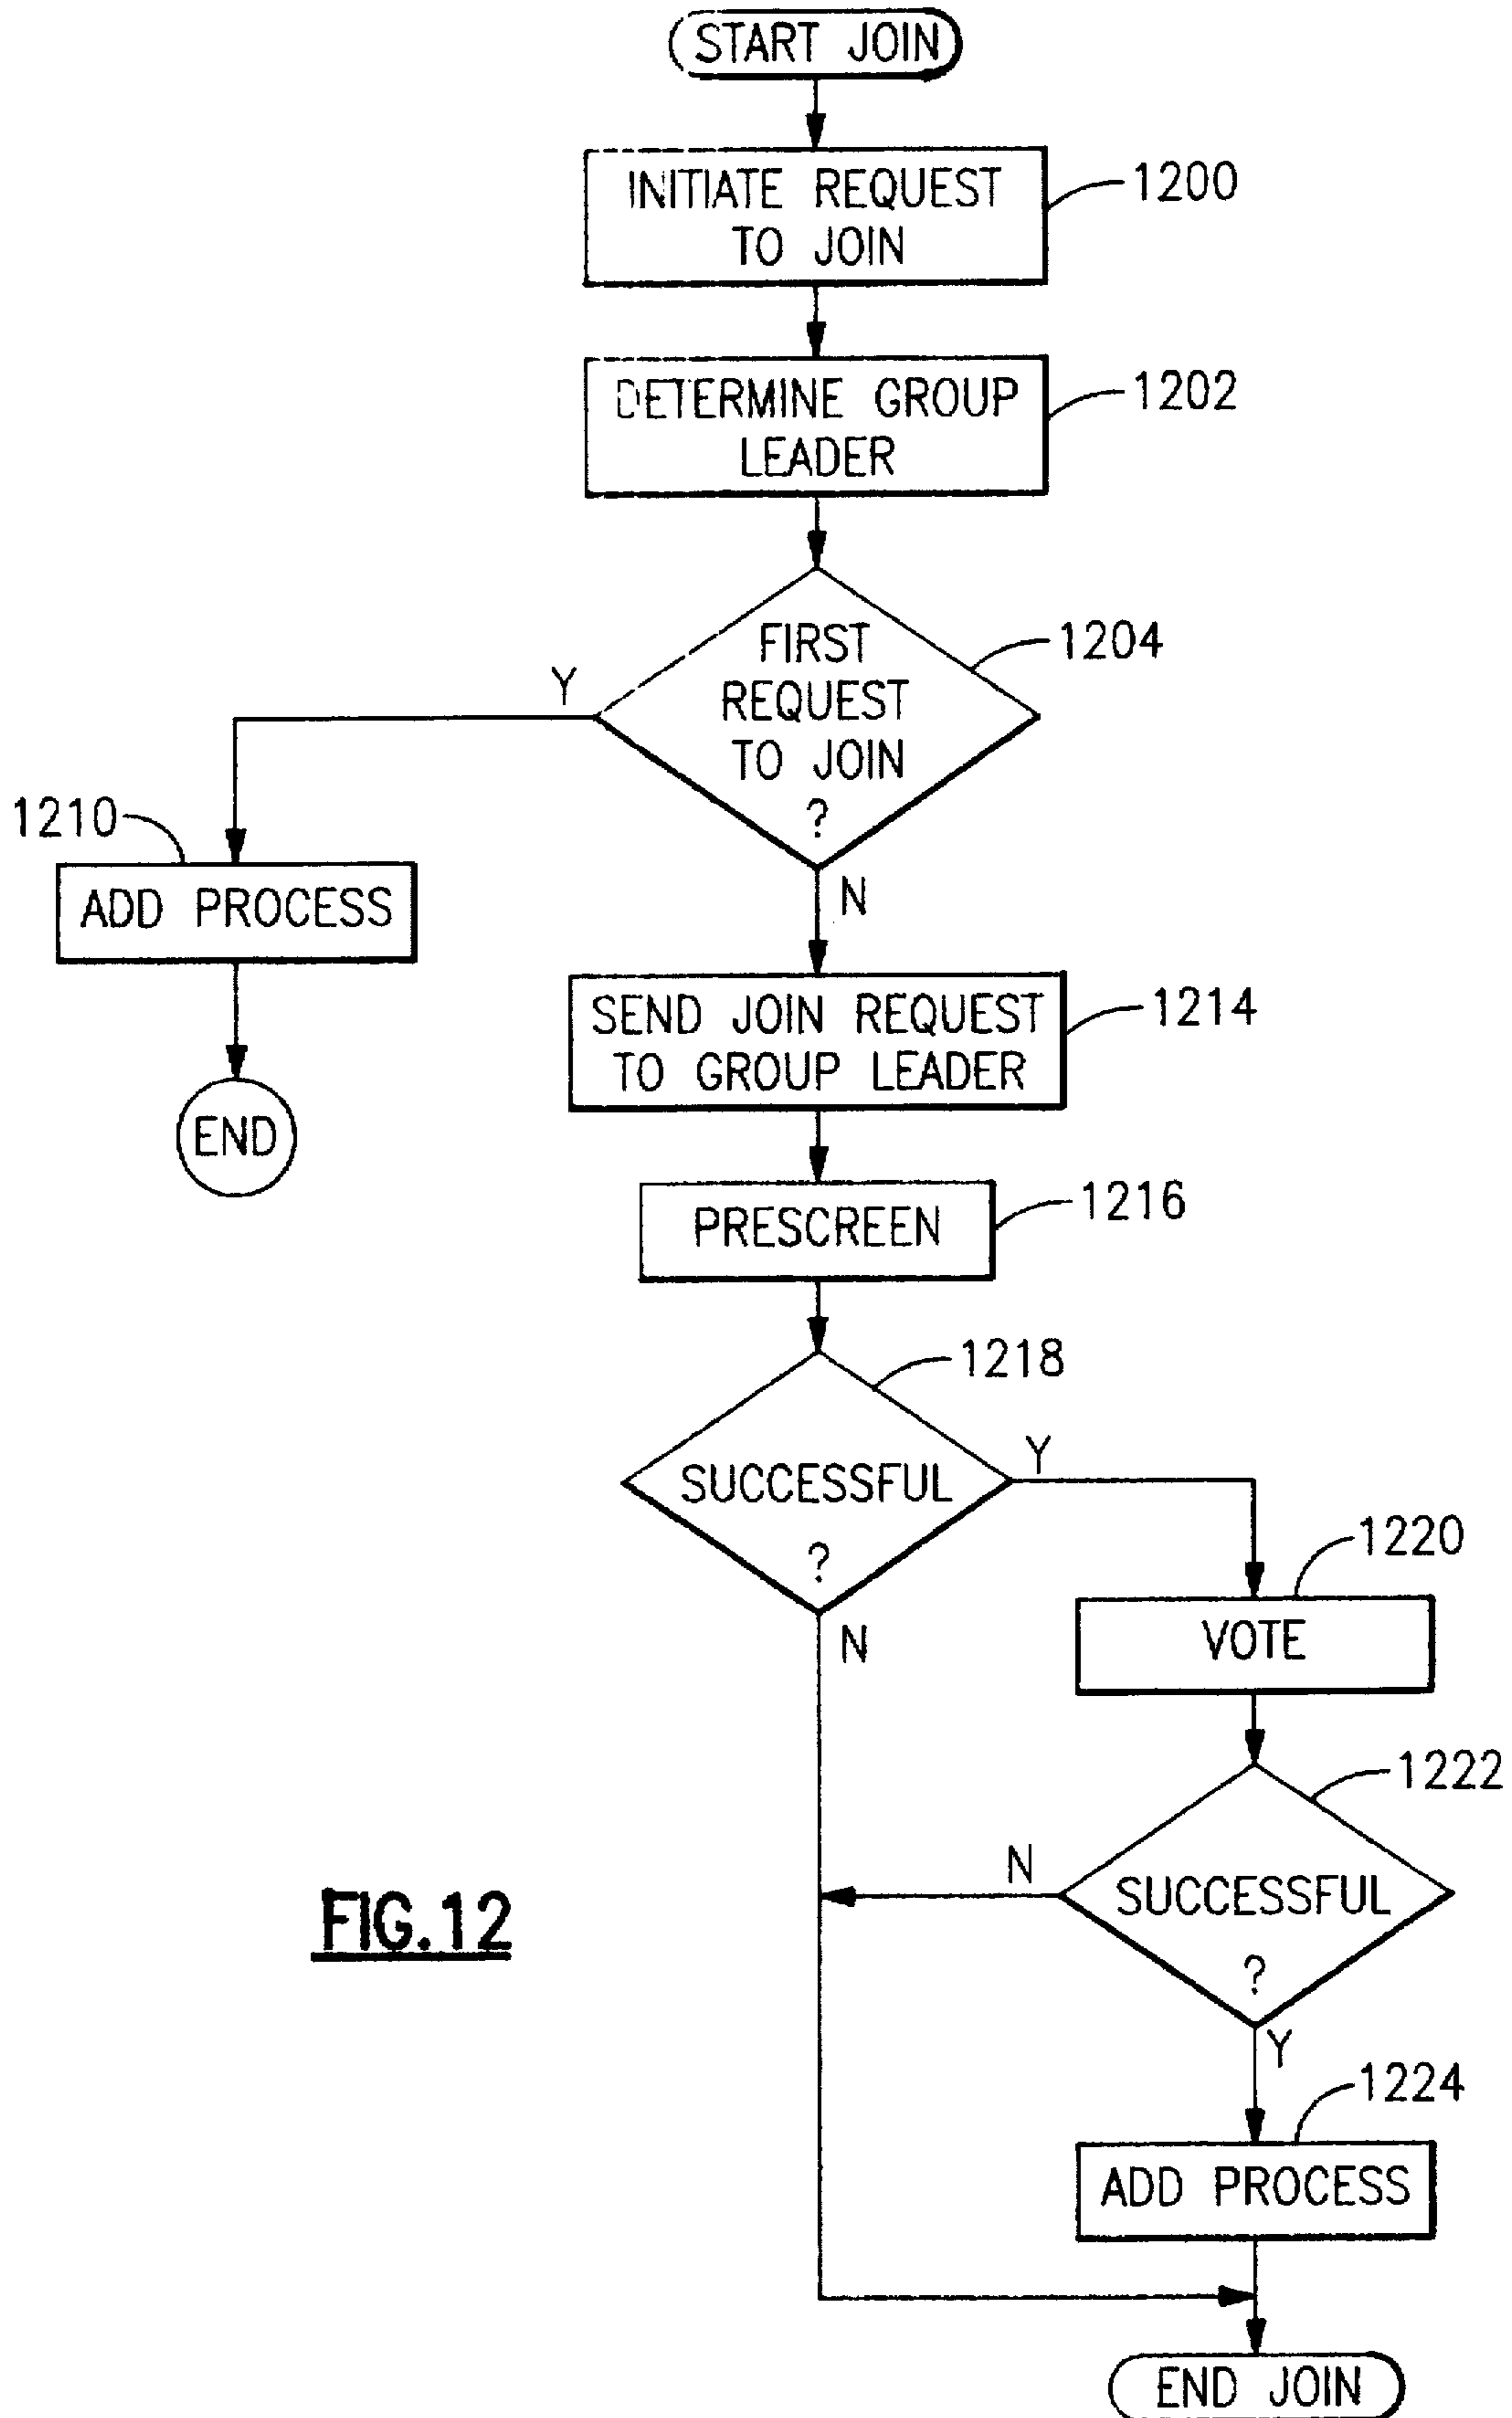 START JOIN
INITIATE REQUEST
TO JOIN
1200
DETERMINE GROUP
LEADER
1202
FIRST
REQUEST
TO JOIN
?
1204
Y
N
1210
ADD PROCESS
END
SEND JOIN REQUEST
TO GROUP LEADER
1214
PRESCREEN
1216
1218
SUCCESSFUL
?
Y
N
1220
VOTE
1222
SUCCESSFUL
?
N
Y
1224
ADD PROCESS
END JOIN
FIG.12